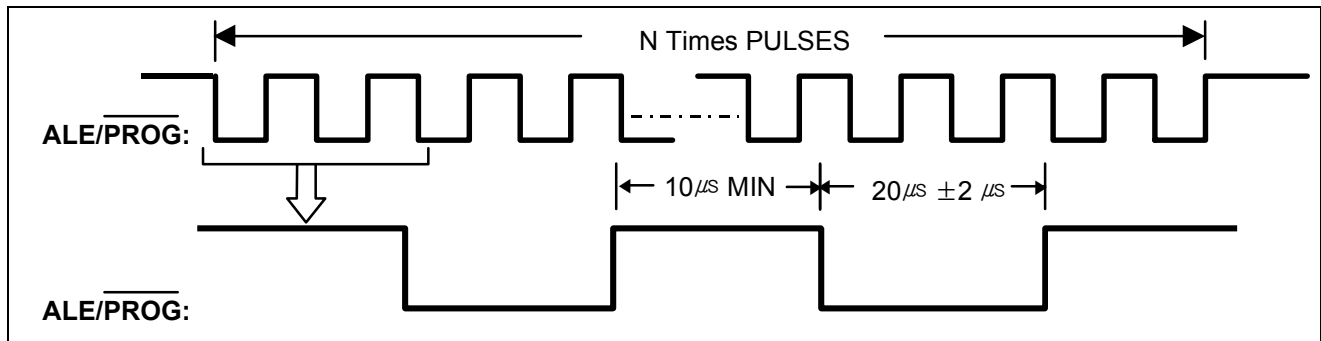 N Times PULSES
ALE/PROG:
10㎲ MIN
20㎲ ±2 ㎲
ALE/PROG: